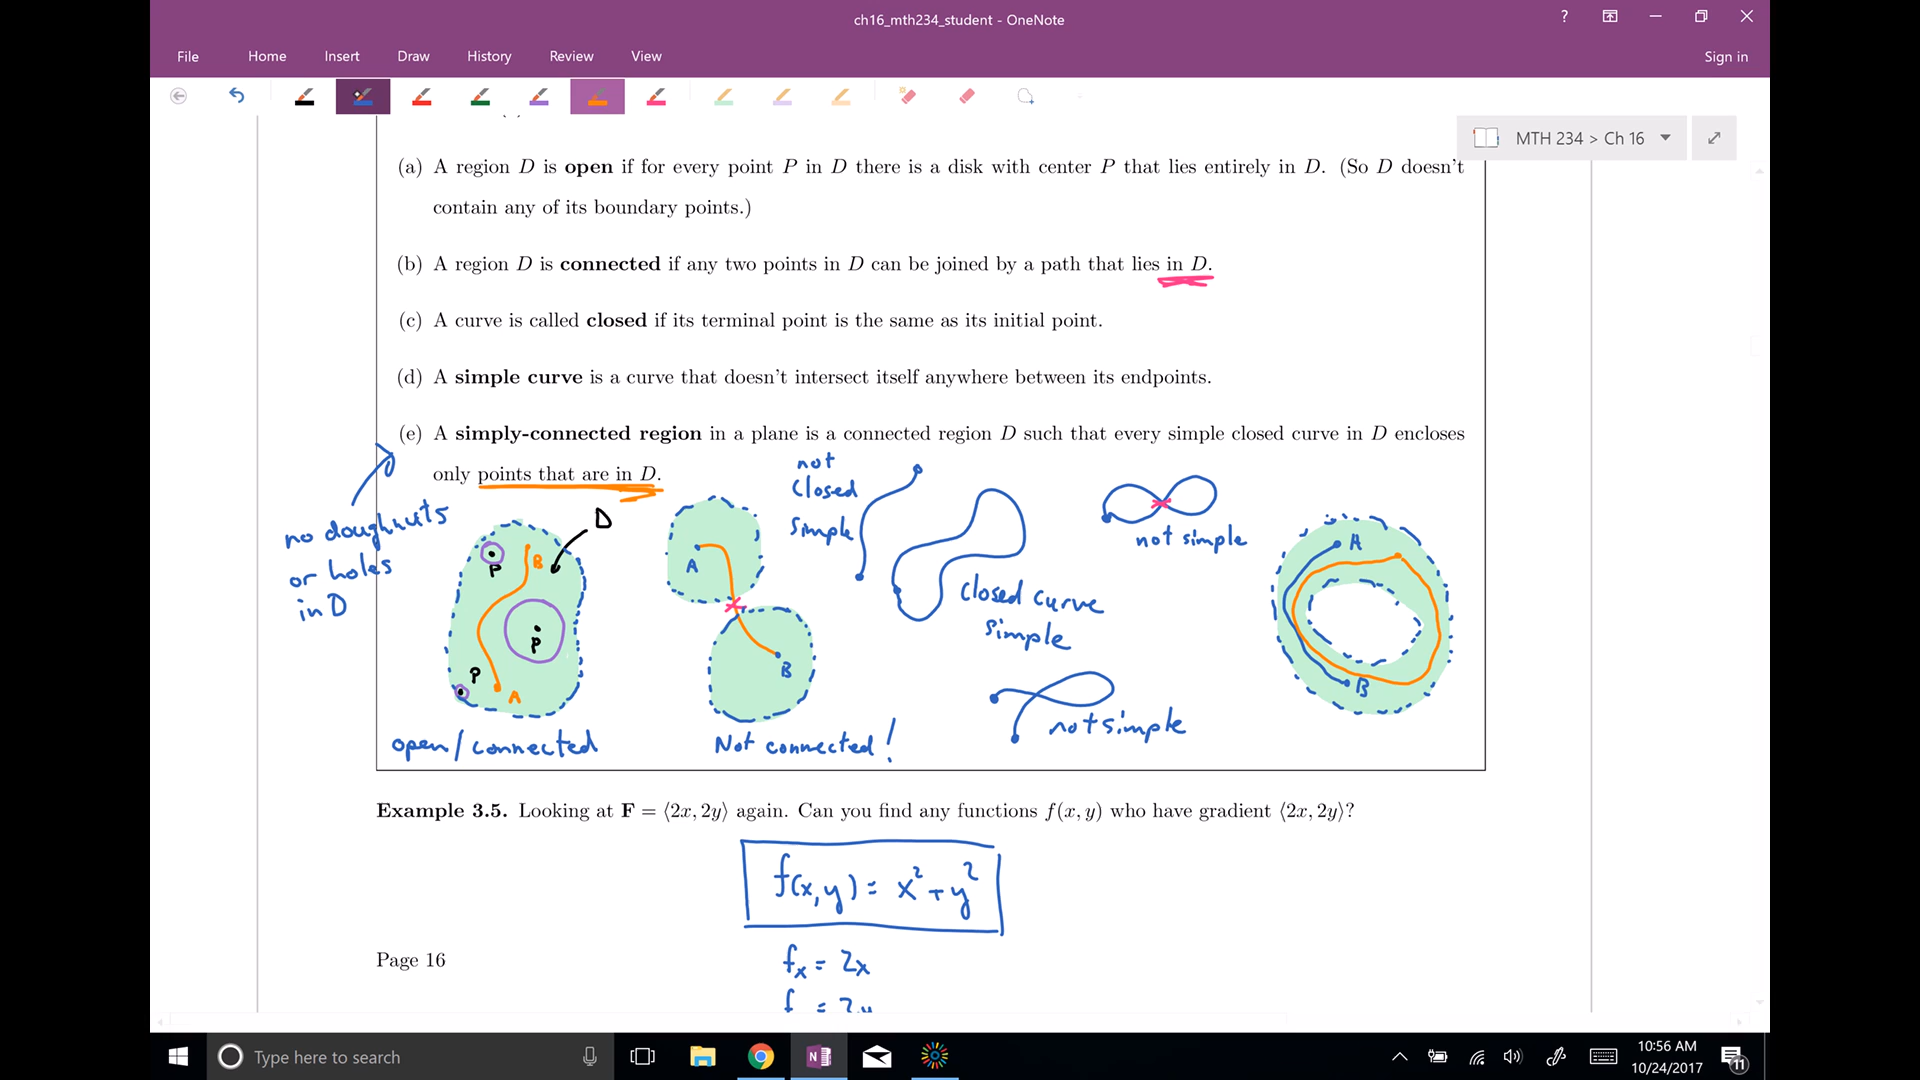 ch16_mth234_student - OneNote
File Home Insert Draw History Review View Sign in
MTH 234 > Ch 16
(a) A region D is open if for every point P in D there is a disk with center P that lies entirely in D. (So D doesn't
contain any of its boundary points.)
(b) A region D is connected if any two points in D can be joined by a path that lies in D.
(c) A curve is called closed if its terminal point is the same as its initial point.
(d) A simple curve is a curve that doesn't intersect itself anywhere between its endpoints.
(e) A simply-connected region in a plane is a connected region D such that every simple closed curve in D encloses
only points that are in D.
no doughnuts
or holes
in D
D
P
B
P
P
A
open/connected
A
B
Not connected!
not
closed
simple
closed curve
simple
not simple
not simple
A
B
Example 3.5. Looking at F = ⟨2x, 2y⟩ again. Can you find any functions f(x, y) who have gradient ⟨2x, 2y⟩?
f(x,y) = x² + y²
fx = 2x
Page 16
Type here to search
10:56 AM
10/24/2017
11